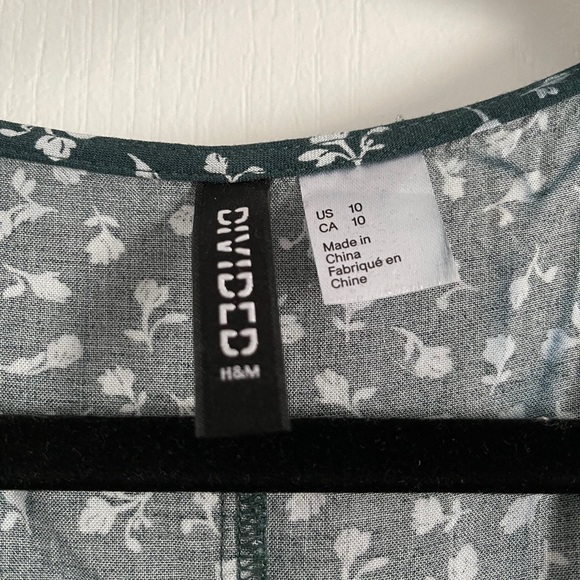 DIVIDED
H&M
US 10
CA 10
Made in
China
Fabriqué en
Chine